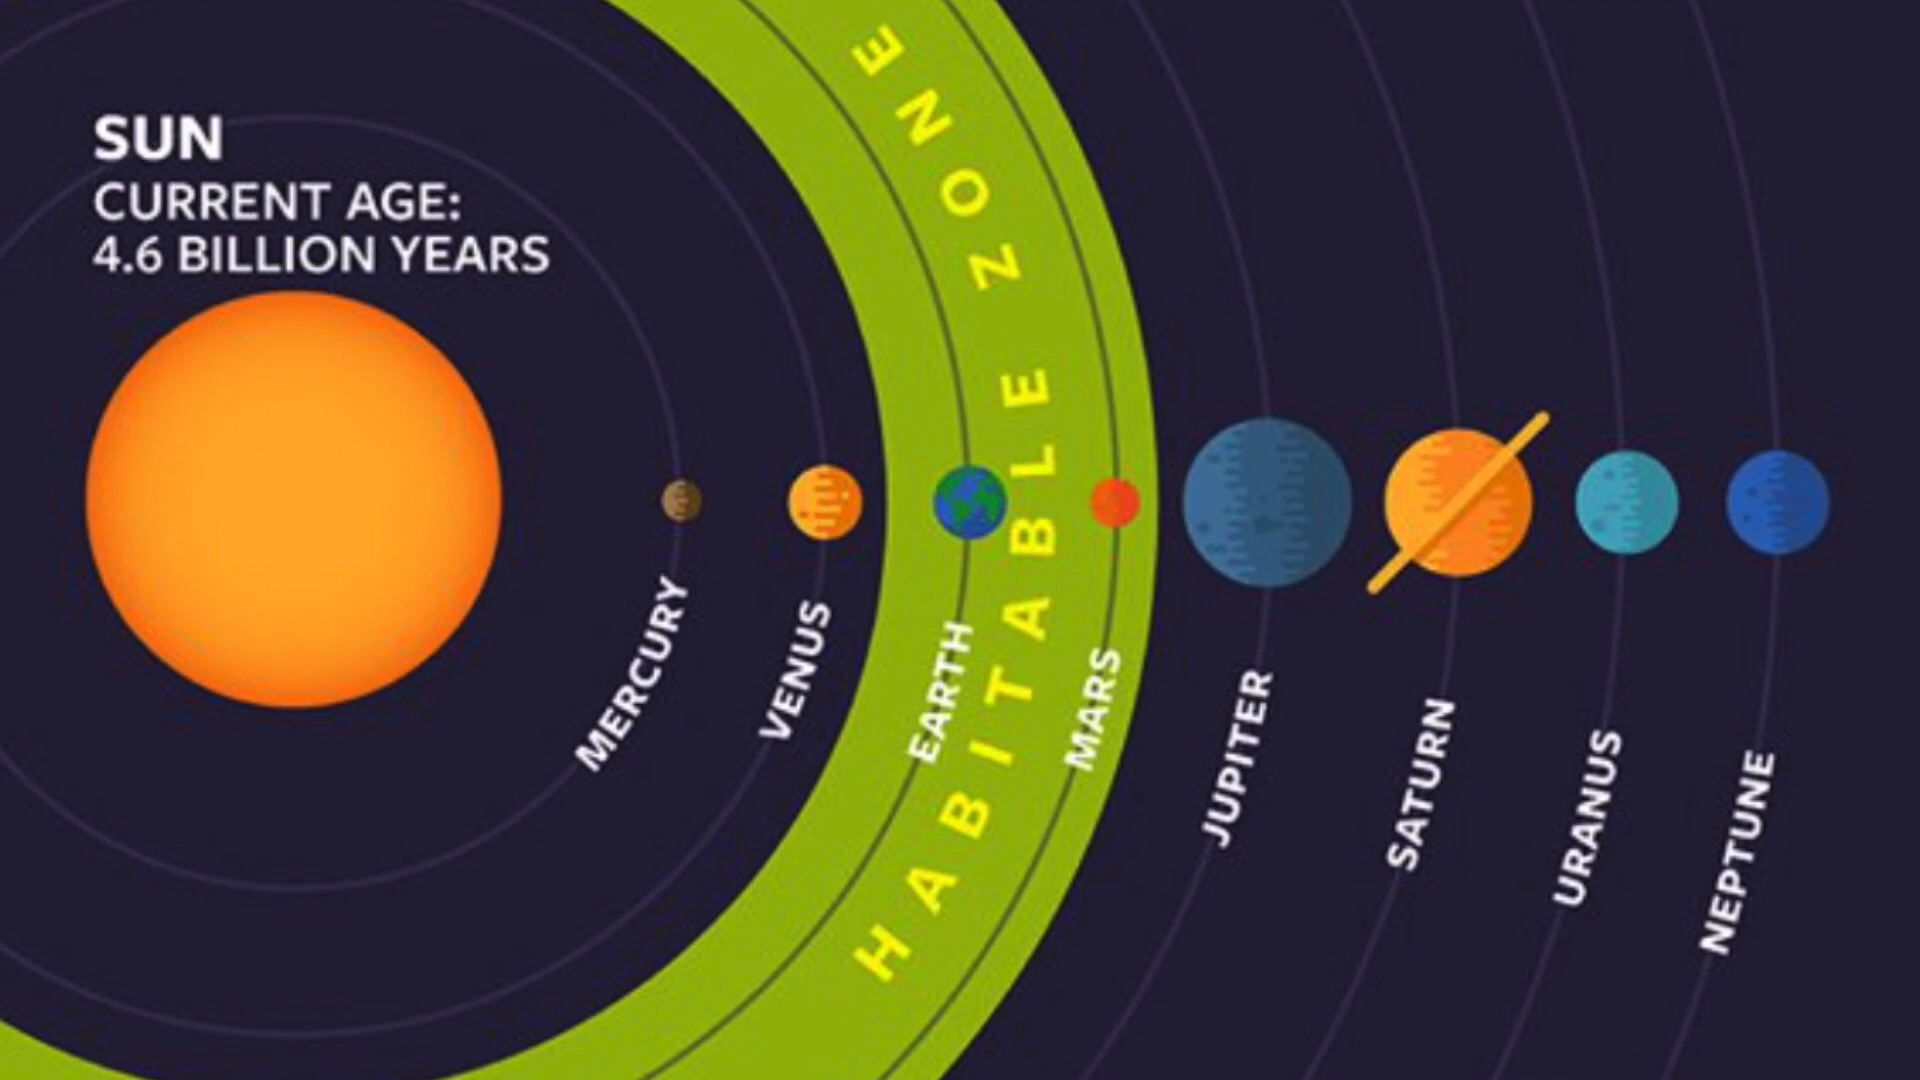 SUN
CURRENT AGE:
4.6 BILLION YEARS
MERCURY
VENUS
EARTH
HABITABLE ZONE
MARS
JUPITER
SATURN
URANUS
NEPTUNE